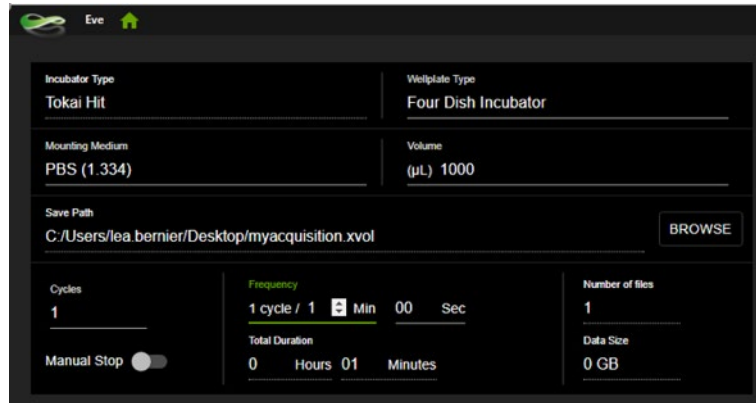 Eve
Incubator Type
Wellplate Type
Tokai Hit
Four Dish Incubator
Mounting Medium
Volume
PBS (1.334)
(µL) 1000
Save Path
C:/Users/lea.bernier/Desktop/myacquisition.xvol
BROWSE
Cycles
1
Manual Stop
Frequency
1 cycle / 1 Min 00 Sec
Total Duration
0 Hours 01 Minutes
Number of files
1
Data Size
0 GB